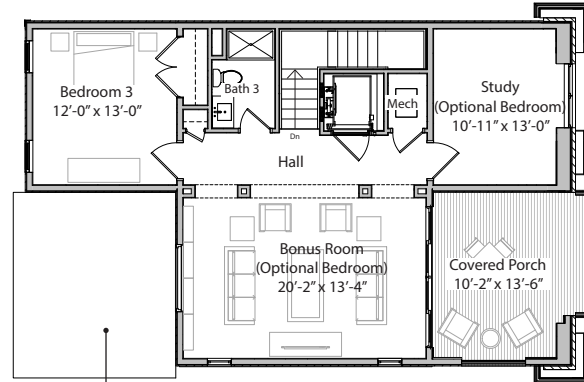 Bedroom 3
12'-0" x 13'-0"
Bath 3
Mech
Study
(Optional Bedroom)
10'-11" x 13'-0"
Dn
Hall
Bonus Room
(Optional Bedroom)
20'-2" x 13'-4"
Covered Porch
10'-2" x 13'-6"